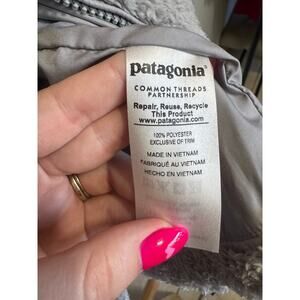 patagonia®
COMMON THREADS
PARTNERSHIP
Repair, Reuse, Recycle
This Product
www.patagonia.com
100% POLYESTER
EXCLUSIVE OF TRIM
MADE IN VIETNAM
FABRIQUÉ AU VIETNAM
HECHO EN VIETNAM